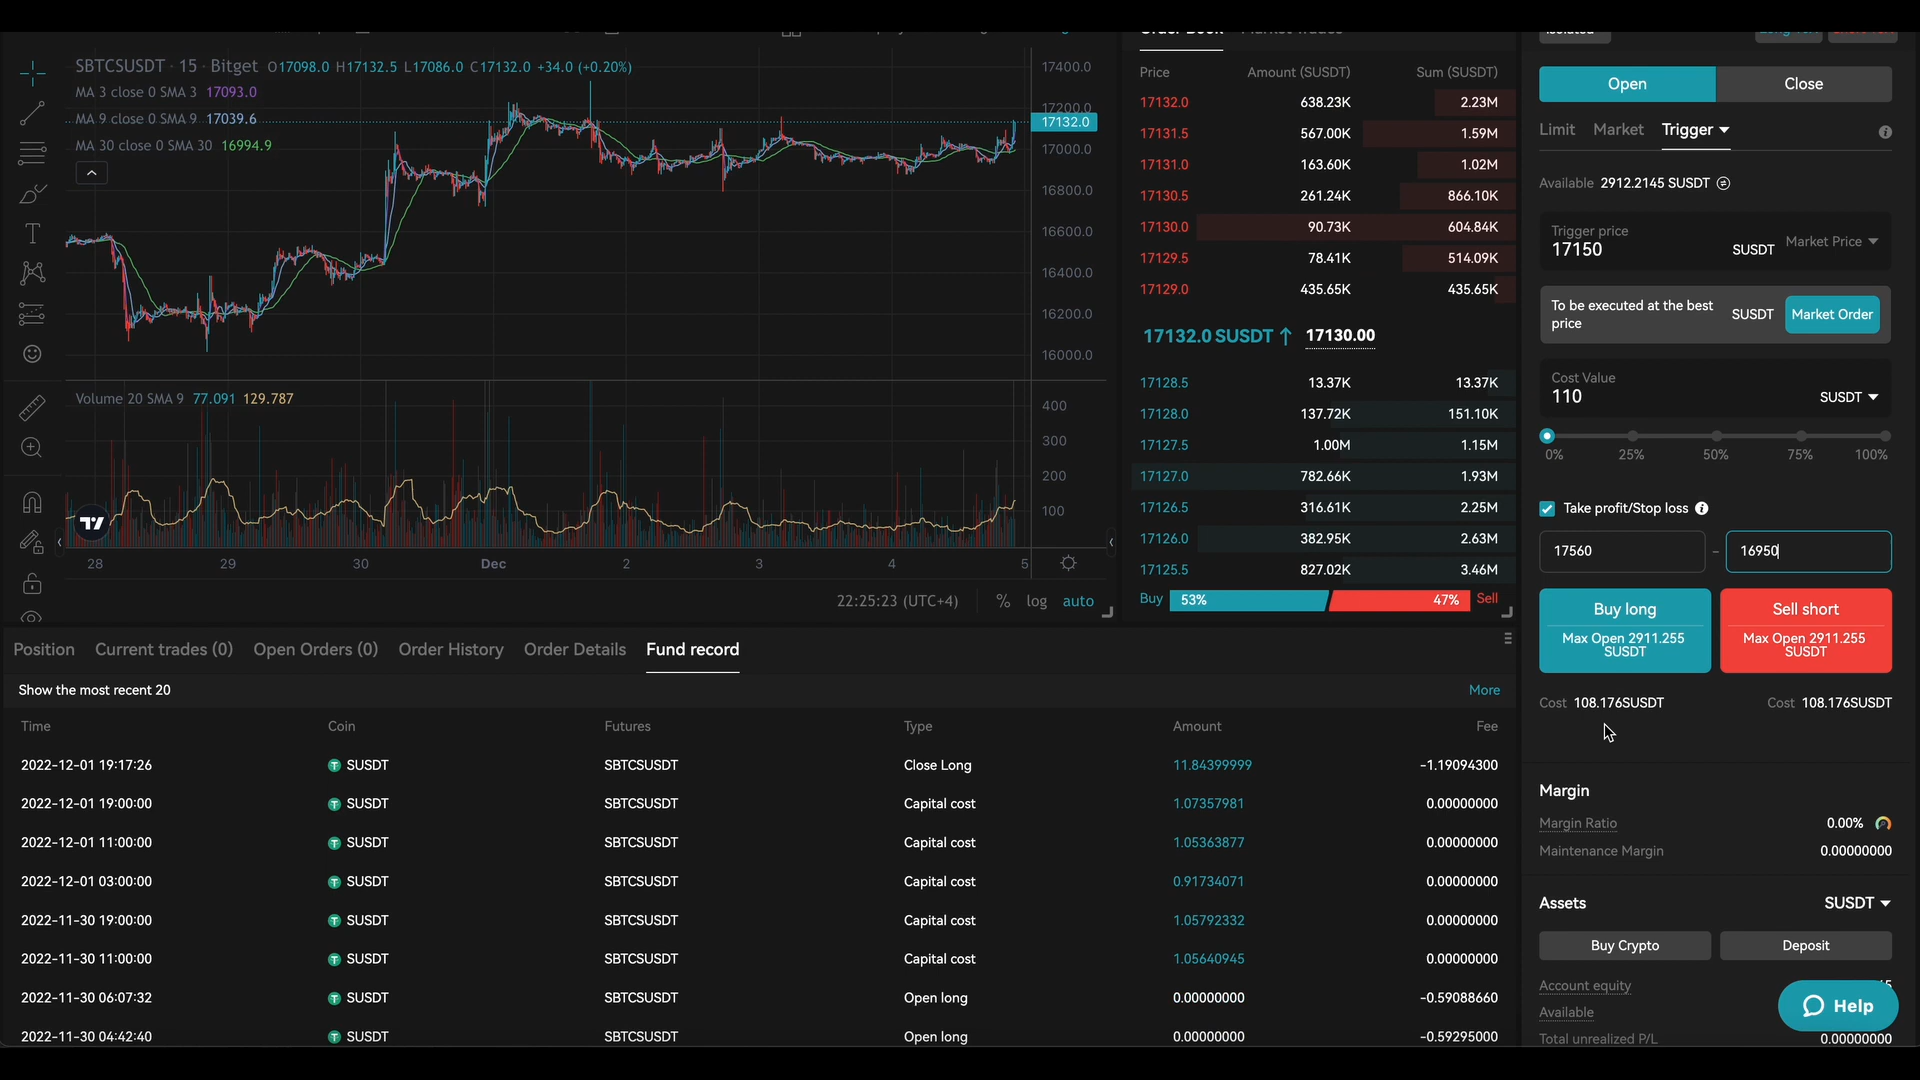 SBTCSUSDT · 15 · Bitget O17098.0 H17132.5 L17086.0 C17132.0 +34.0 (+0.20%)
MA 3 close 0 SMA 3 17093.0
MA 9 close 0 SMA 9 17039.6
MA 30 close 0 SMA 30 16994.9
17400.0
17200.0
17132.0
17000.0
16800.0
16600.0
16400.0
16200.0
16000.0
Volume 20 SMA 9 77.091 129.787
400
300
200
100
28 29 30 Dec 2 3 4 5
22:25:23 (UTC+4) % log auto
Order Book Market Trades
Price Amount (SUSDT) Sum (SUSDT)
17132.0 638.23K 2.23M
17131.5 567.00K 1.59M
17131.0 163.60K 1.02M
17130.5 261.24K 866.10K
17130.0 90.73K 604.84K
17129.5 78.41K 514.09K
17129.0 435.65K 435.65K
17132.0 SUSDT ↑ 17130.00
17128.5 13.37K 13.37K
17128.0 137.72K 151.10K
17127.5 1.00M 1.15M
17127.0 782.66K 1.93M
17126.5 316.61K 2.25M
17126.0 382.95K 2.63M
17125.5 827.02K 3.46M
Buy 53% 47% Sell
Isolated
Open Close
Limit Market Trigger
Available 2912.2145 SUSDT
Trigger price
17150 SUSDT Market Price
To be executed at the best
price SUSDT Market Order
Cost Value
110 SUSDT
0% 25% 50% 75% 100%
Take profit/Stop loss
17560 – 16950
Buy long Sell short
Max Open 2911.255 Max Open 2911.255
SUSDT SUSDT
Cost 108.176SUSDT Cost 108.176SUSDT
Margin
Margin Ratio 0.00%
Maintenance Margin 0.00000000
Assets SUSDT
Buy Crypto Deposit
Account equity
Available
Total unrealized P/L 0.00000000
Help
Position Current trades (0) Open Orders (0) Order History Order Details Fund record
Show the most recent 20 More
Time Coin Futures Type Amount Fee
2022-12-01 19:17:26 SUSDT SBTCSUSDT Close Long 11.84399999 -1.19094300
2022-12-01 19:00:00 SUSDT SBTCSUSDT Capital cost 1.07357981 0.00000000
2022-12-01 11:00:00 SUSDT SBTCSUSDT Capital cost 1.05363877 0.00000000
2022-12-01 03:00:00 SUSDT SBTCSUSDT Capital cost 0.91734071 0.00000000
2022-11-30 19:00:00 SUSDT SBTCSUSDT Capital cost 1.05792332 0.00000000
2022-11-30 11:00:00 SUSDT SBTCSUSDT Capital cost 1.05640945 0.00000000
2022-11-30 06:07:32 SUSDT SBTCSUSDT Open long 0.00000000 -0.59088660
2022-11-30 04:42:40 SUSDT SBTCSUSDT Open long 0.00000000 -0.59295000